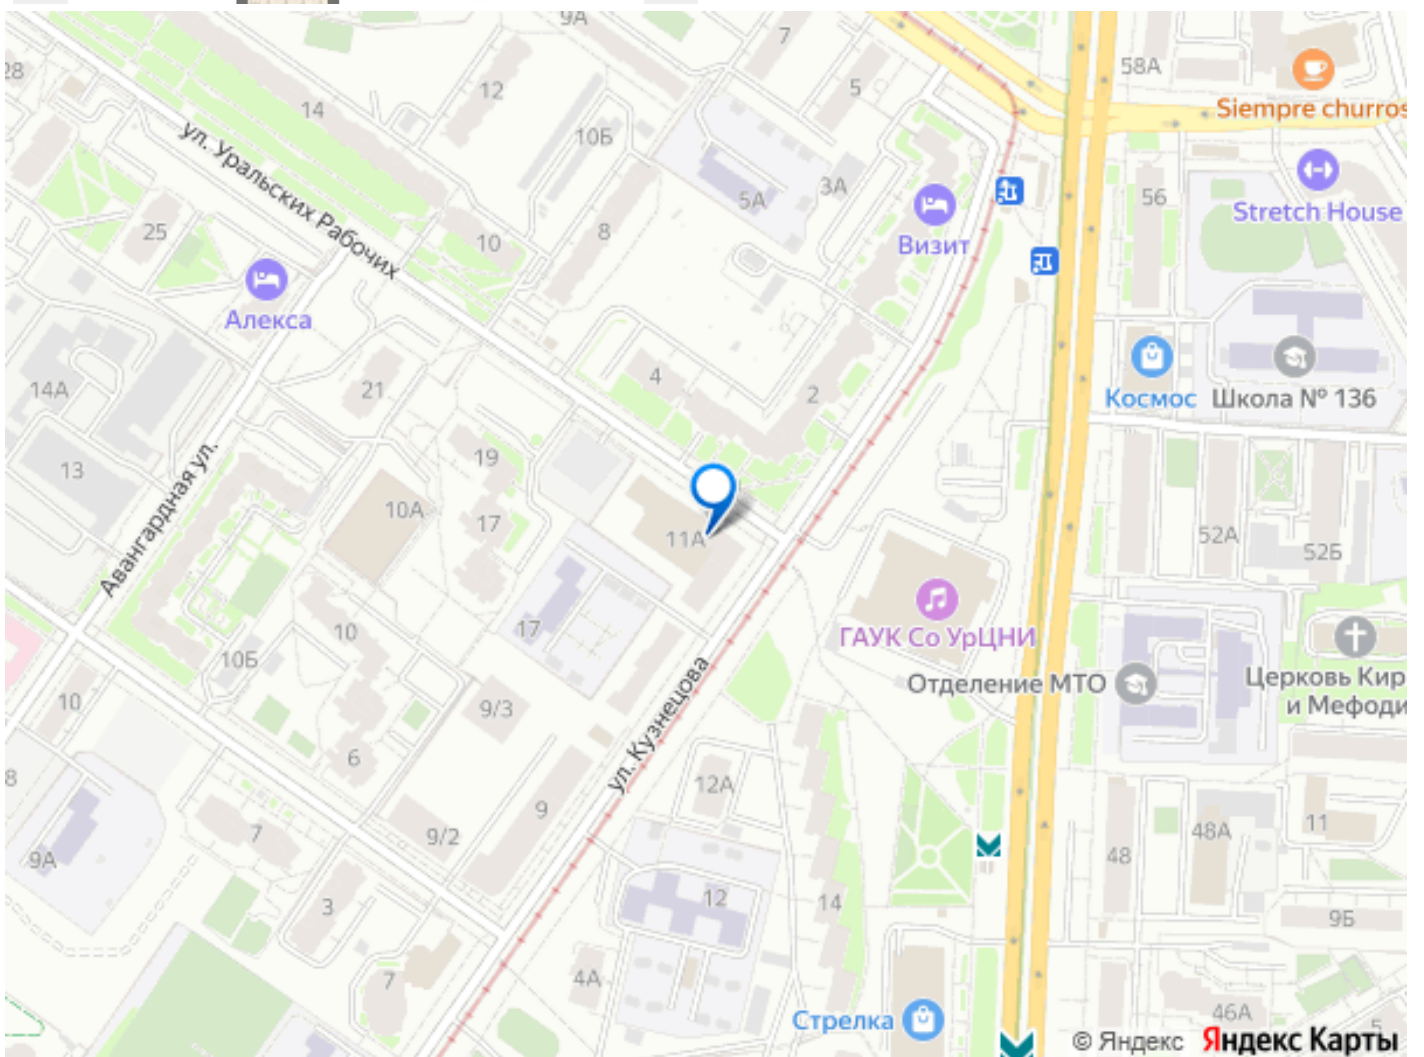 9А
7
58А
28
12
5
14
Siempre churros
10Б
ул. Уральских Рабочих
5А
3А
56
Stretch House
25
10
8
Визит
Алекса
14А
21
4
2
Космос
Школа № 136
13
19
Авангардная ул.
10А
17
11А
52А
52Б
17
10
ГАУК Со УрЦНИ
10Б
Отделение МТО
Церковь Кир
и Мефоди
10
9/3
ул. Кузнецова
6
8
12А
9
7
9/2
48А
11
9А
48
3
12
14
9Б
7
4А
Стрелка
46А
5
© Яндекс Яндекс Карты